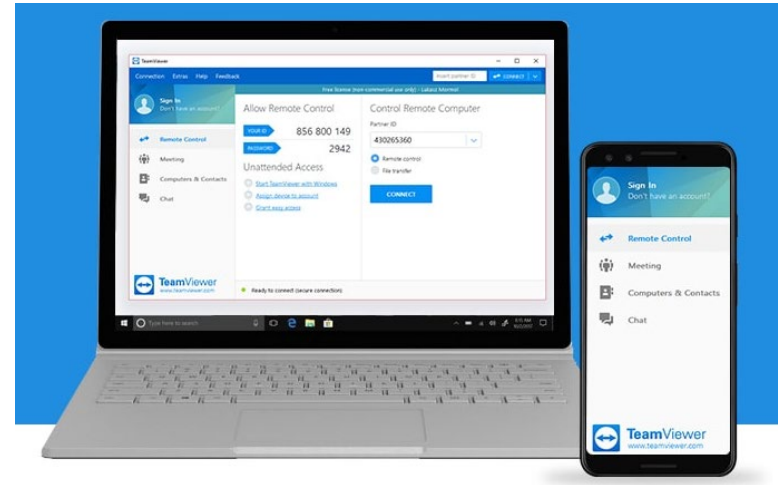 TeamViewer
Connection Extras Help Feedback
Insert partner ID
CONNECT
Free license (non-commercial use only) -
Sign In
Don't have an account?
Remote Control
Meeting
Computers & Contacts
Chat
TeamViewer
www.teamviewer.com
Allow Remote Control
YOUR ID 856 800 149
PASSWORD 2942
Unattended Access
Start TeamViewer with Windows
Assign device to account
Grant easy access
Control Remote Computer
Partner ID
430265360
Remote control
File transfer
CONNECT
Ready to connect (secure connection)
Type here to search
Sign In
Don't have an account?
Remote Control
Meeting
Computers & Contacts
Chat
TeamViewer
www.teamviewer.com